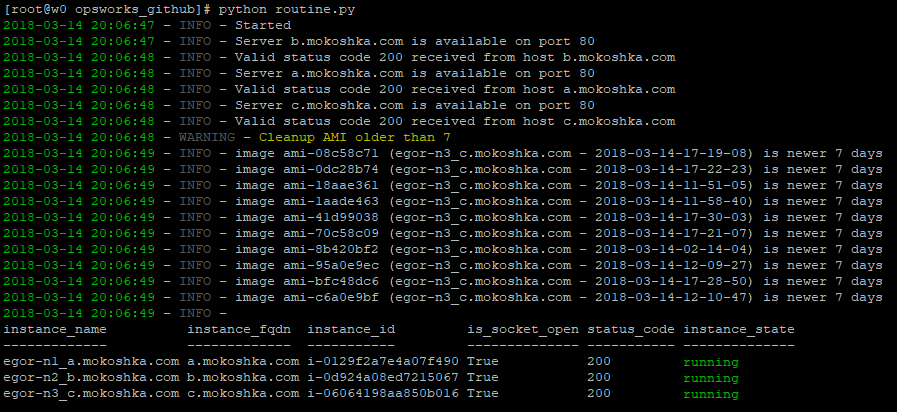 [root@w0 opsworks_github]# python routine.py
2018-03-14 20:06:47 - INFO - Started
2018-03-14 20:06:47 - INFO - Server b.mokoshka.com is available on port 80
2018-03-14 20:06:48 - INFO - Valid status code 200 received from host b.mokoshka.com
2018-03-14 20:06:48 - INFO - Server a.mokoshka.com is available on port 80
2018-03-14 20:06:48 - INFO - Valid status code 200 received from host a.mokoshka.com
2018-03-14 20:06:48 - INFO - Server c.mokoshka.com is available on port 80
2018-03-14 20:06:48 - INFO - Valid status code 200 received from host c.mokoshka.com
2018-03-14 20:06:48 - WARNING - Cleanup AMI older than 7
2018-03-14 20:06:49 - INFO - image ami-08c58c71 (egor-n3_c.mokoshka.com - 2018-03-14-17-19-08) is newer 7 days
2018-03-14 20:06:49 - INFO - image ami-0dc28b74 (egor-n3_c.mokoshka.com - 2018-03-14-17-22-23) is newer 7 days
2018-03-14 20:06:49 - INFO - image ami-18aae361 (egor-n3_c.mokoshka.com - 2018-03-14-11-51-05) is newer 7 days
2018-03-14 20:06:49 - INFO - image ami-1aade463 (egor-n3_c.mokoshka.com - 2018-03-14-11-58-40) is newer 7 days
2018-03-14 20:06:49 - INFO - image ami-41d99038 (egor-n3_c.mokoshka.com - 2018-03-14-17-30-03) is newer 7 days
2018-03-14 20:06:49 - INFO - image ami-70c58c09 (egor-n3_c.mokoshka.com - 2018-03-14-17-21-07) is newer 7 days
2018-03-14 20:06:49 - INFO - image ami-8b420bf2 (egor-n3_c.mokoshka.com - 2018-03-14-02-14-04) is newer 7 days
2018-03-14 20:06:49 - INFO - image ami-95a0e9ec (egor-n3_c.mokoshka.com - 2018-03-14-12-09-27) is newer 7 days
2018-03-14 20:06:49 - INFO - image ami-bfc48dc6 (egor-n3_c.mokoshka.com - 2018-03-14-17-28-50) is newer 7 days
2018-03-14 20:06:49 - INFO - image ami-c6a0e9bf (egor-n3_c.mokoshka.com - 2018-03-14-12-10-47) is newer 7 days
2018-03-14 20:06:49 - INFO -
instance_name          instance_fqdn  instance_id          is_socket_open status_code instance_state
-------------          -------------  -----------          -------------- ----------- --------------
egor-n1_a.mokoshka.com a.mokoshka.com i-0129f2a7e4a07f490 True           200         running
egor-n2_b.mokoshka.com b.mokoshka.com i-0d924a08ed7215067 True           200         running
egor-n3_c.mokoshka.com c.mokoshka.com i-06064198aa850b016 True           200         running